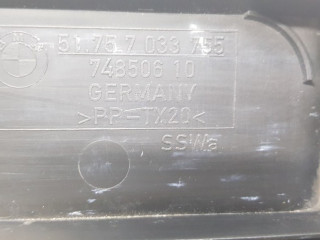 51.75 7 033 755
748506 10
GERMANY
>PP-TX20<
SSWa